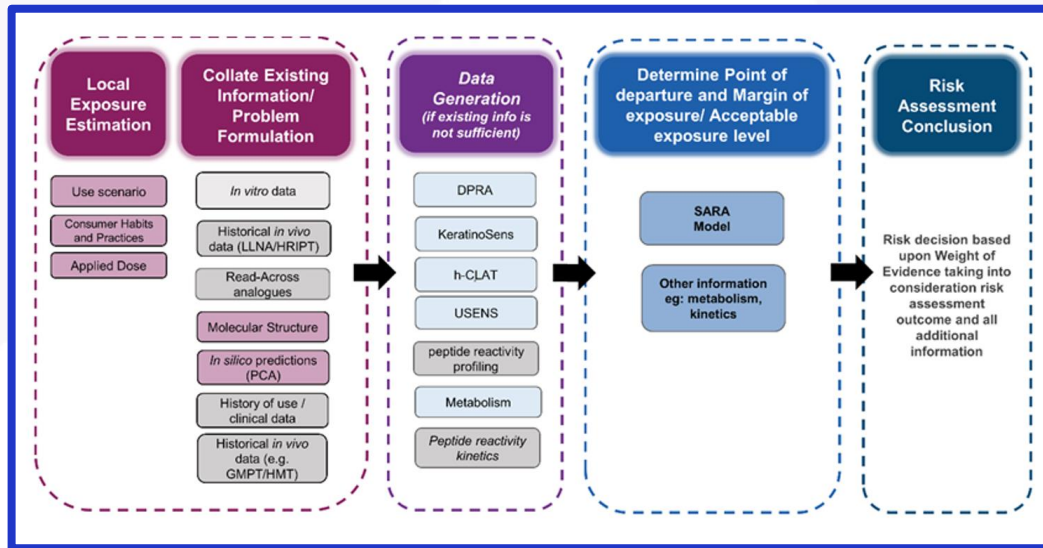 Local
Exposure
Estimation
Use scenario
Consumer Habits
and Practices
Applied Dose
Collate Existing
Information/
Problem
Formulation
In vitro data
Historical in vivo
data (LLNA/HRIPT)
Read-Across
analogues
Molecular Structure
In silico predictions
(PCA)
History of use /
clinical data
Historical in vivo
data (e.g.
GMPT/HMT)
Data
Generation
(if existing info is
not sufficient)
DPRA
KeratinoSens
h-CLAT
USENS
peptide reactivity
profiling
Metabolism
Peptide reactivity
kinetics
Determine Point of
departure and Margin of
exposure/ Acceptable
exposure level
SARA
Model
Other information
eg: metabolism,
kinetics
Risk
Assessment
Conclusion
Risk decision based
upon Weight of
Evidence taking into
consideration risk
assessment
outcome and all
additional
information